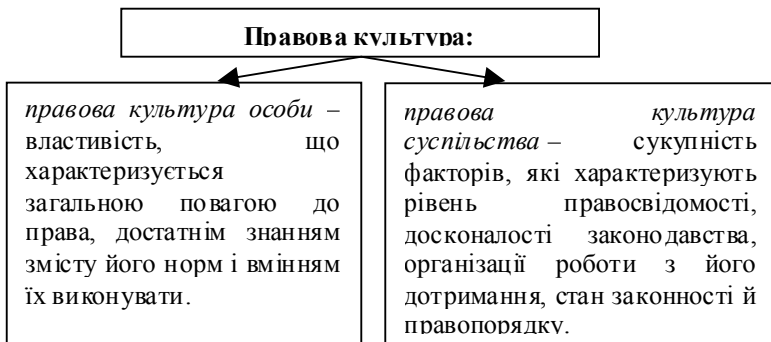 Правова культура:
правова культура особи –
властивість, що
характеризується
загальною повагою до
права, достатнім знанням
змісту його норм і вмінням
їх виконувати.
правова культура
суспільства – сукупність
факторів, які характеризують
рівень правосвідомості,
досконалості законодавства,
організації роботи з його
дотримання, стан законності й
правопорядку.